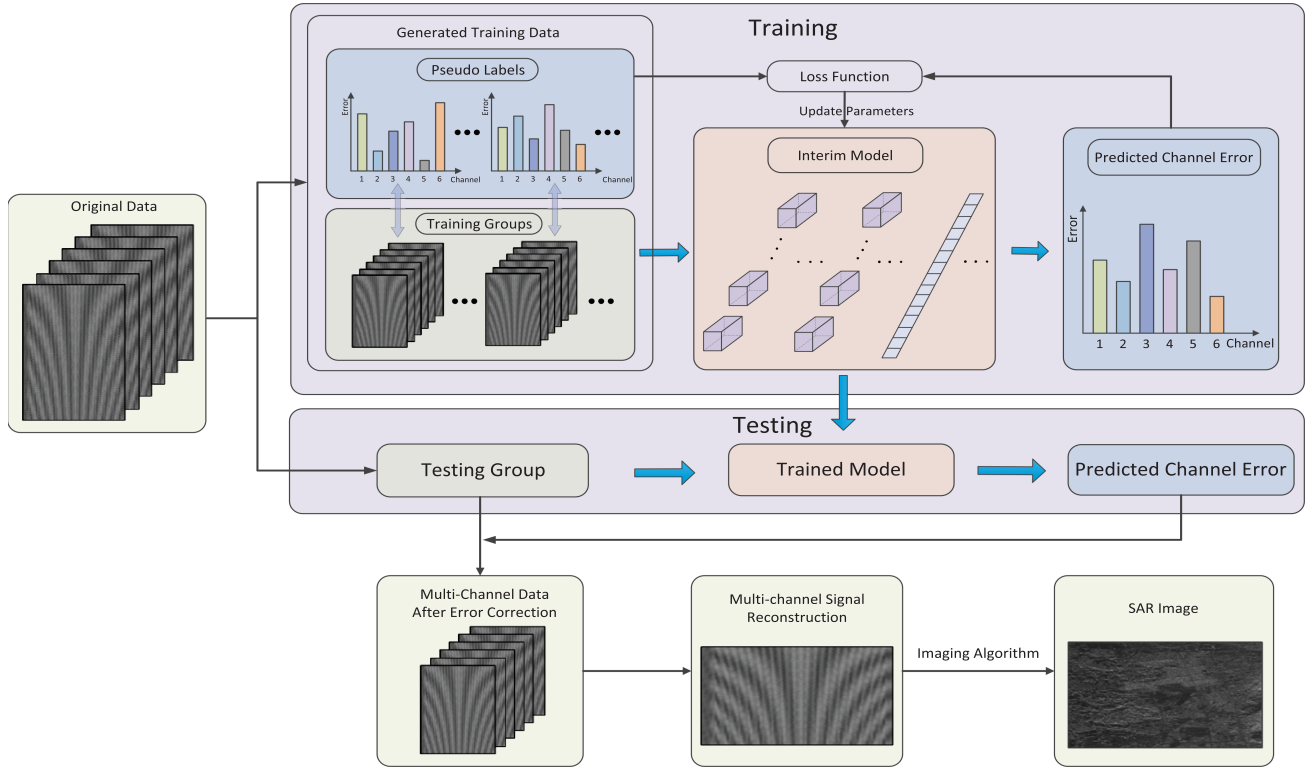 Training
Generated Training Data
Pseudo Labels
Error
1 2 3 4 5 6 Channel
Error
1 2 3 4 5 6 Channel
Training Groups
Loss Function
Update Parameters
Interim Model
Predicted Channel Error
Error
1 2 3 4 5 6 Channel
Original Data
Testing
Testing Group
Trained Model
Predicted Channel Error
Multi-Channel Data
After Error Correction
Multi-channel Signal
Reconstruction
Imaging Algorithm
SAR Image